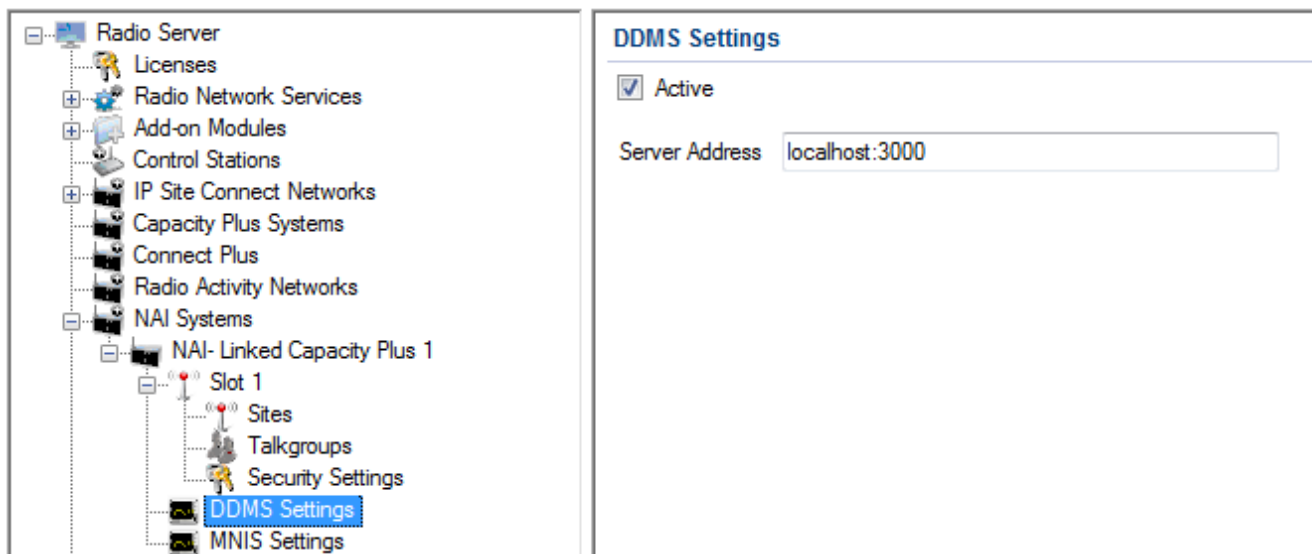 Radio Server
Licenses
Radio Network Services
Add-on Modules
Control Stations
IP Site Connect Networks
Capacity Plus Systems
Connect Plus
Radio Activity Networks
NAI Systems
NAI- Linked Capacity Plus 1
Slot 1
Sites
Talkgroups
Security Settings
DDMS Settings
MNIS Settings
DDMS Settings
Active
Server Address localhost:3000